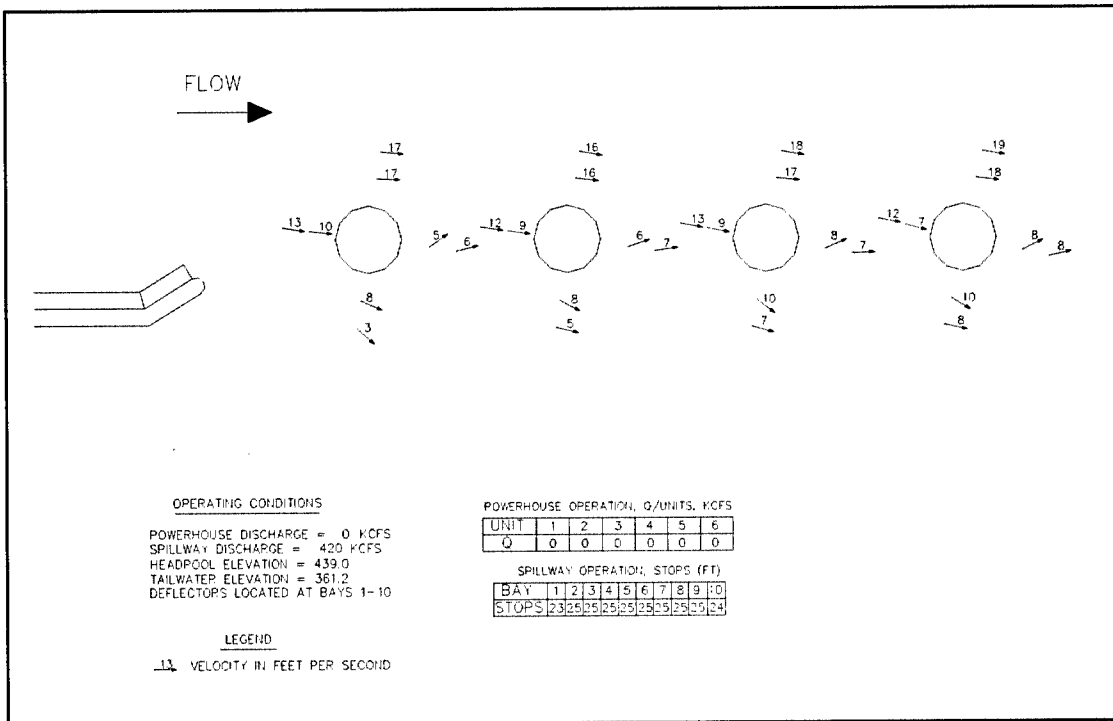 FLOW
17 16 18 19
17 16 17 18
13 10 5 6 12 9 6 7 13 9 8 7 12 7 8 8
8 8 10 10
3 5 7 8
OPERATING CONDITIONS
POWERHOUSE DISCHARGE = 0 KCFS
SPILLWAY DISCHARGE = 420 KCFS
HEADPOOL ELEVATION = 439.0
TAILWATER ELEVATION = 361.2
DEFLECTORS LOCATED AT BAYS 1-10
LEGEND
13 VELOCITY IN FEET PER SECOND
POWERHOUSE OPERATION, Q/UNITS, KCFS
UNIT 1 2 3 4 5 6
Q 0 0 0 0 0 0
SPILLWAY OPERATION, STOPS (FT)
BAY 1 2 3 4 5 6 7 8 9 10
STOPS 23 25 25 25 25 25 25 25 25 24